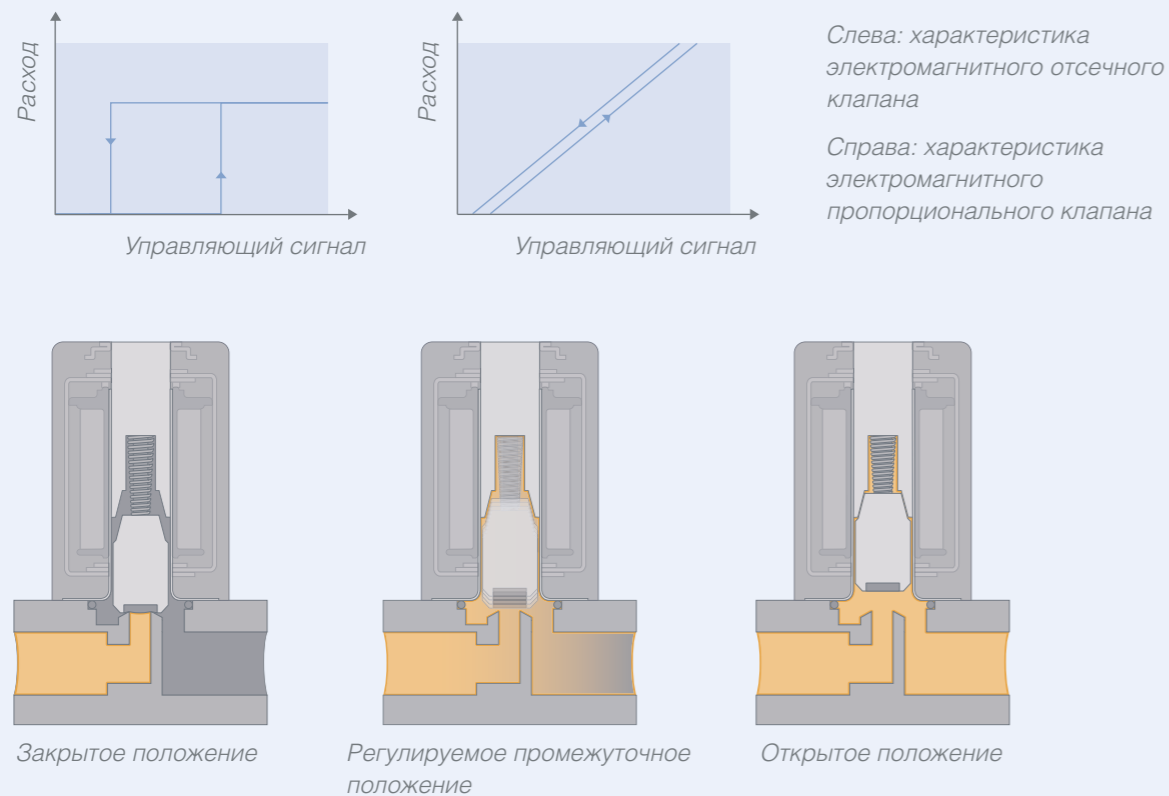 Расход
Управляющий сигнал
Расход
Управляющий сигнал
Слева: характеристика
электромагнитного отсечного
клапана
Справа: характеристика
электромагнитного
пропорционального клапана
Закрытое положение
Регулируемое промежуточное
положение
Открытое положение